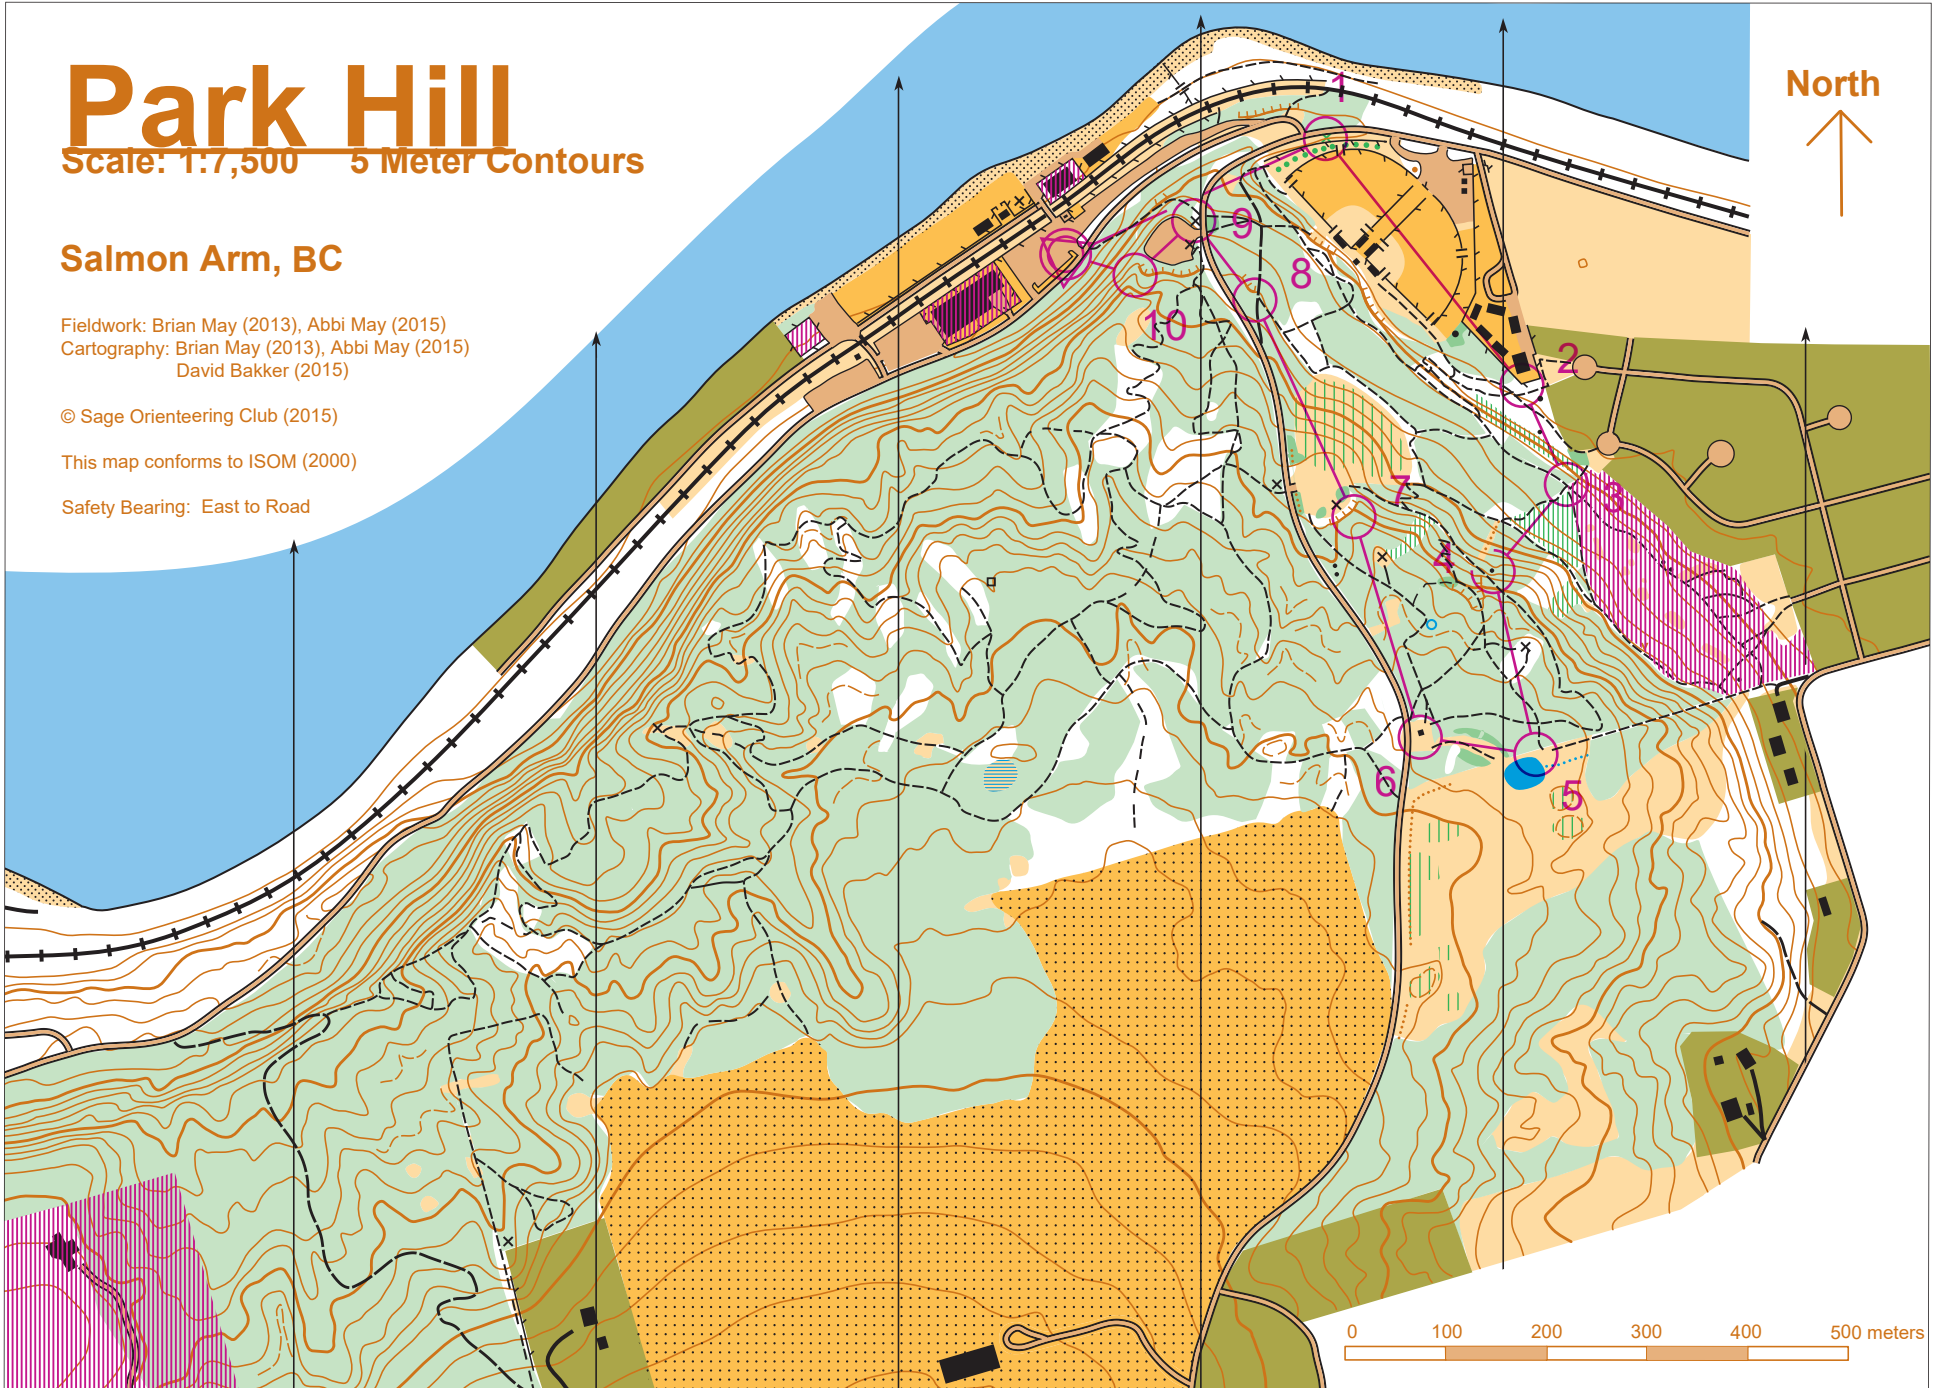 Park Hill
Scale: 1:7,500 5 Meter Contours
Salmon Arm, BC
Fieldwork: Brian May (2013), Abbi May (2015)
Cartography: Brian May (2013), Abbi May (2015)
David Bakker (2015)
© Sage Orienteering Club (2015)
This map conforms to ISOM (2000)
Safety Bearing: East to Road
North
1
9
8
10
2
7
3
4
6
5
0 100 200 300 400 500 meters